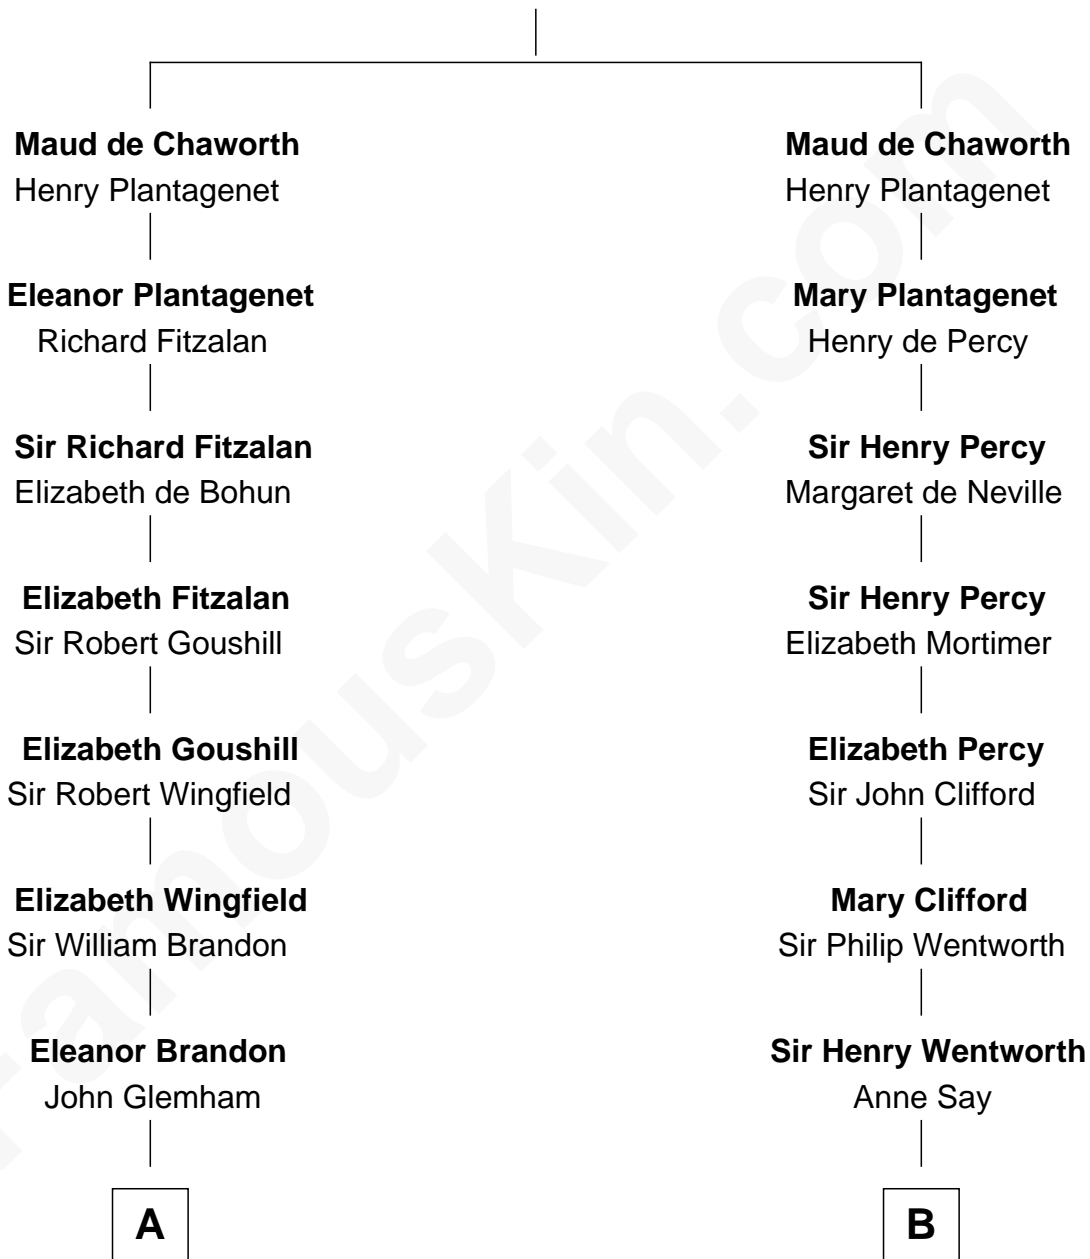 Maud de Chaworth
Henry Plantagenet
Eleanor Plantagenet
Richard Fitzalan
Sir Richard Fitzalan
Elizabeth de Bohun
Elizabeth Fitzalan
Sir Robert Goushill
Elizabeth Goushill
Sir Robert Wingfield
Elizabeth Wingfield
Sir William Brandon
Eleanor Brandon
John Glemham
A
Maud de Chaworth
Henry Plantagenet
Mary Plantagenet
Henry de Percy
Sir Henry Percy
Margaret de Neville
Sir Henry Percy
Elizabeth Mortimer
Elizabeth Percy
Sir John Clifford
Mary Clifford
Sir Philip Wentworth
Sir Henry Wentworth
Anne Say
B
FamousKin.com